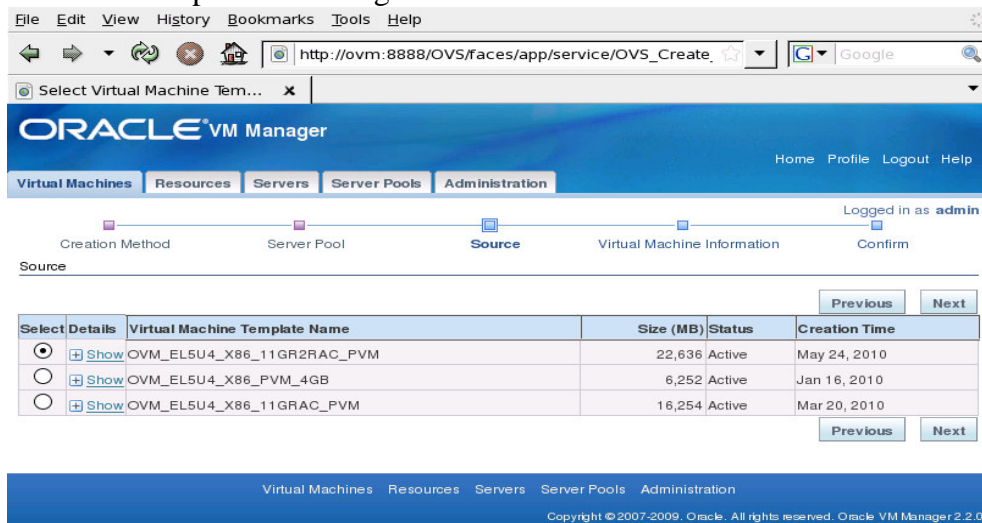 File Edit View History Bookmarks Tools Help
http://ovm:8888/OVS/faces/app/service/OVS_Create_ G Google
Select Virtual Machine Tem... x
ORACLE VM Manager
Home Profile Logout Help
Virtual Machines Resources Servers Server Pools Administration
Logged in as admin
Creation Method Server Pool Source Virtual Machine Information Confirm
Source
Previous Next
Select Details Virtual Machine Template Name Size (MB) Status Creation Time
Show OVM_EL5U4_X86_11GR2RAC_PVM 22,636 Active May 24, 2010
Show OVM_EL5U4_X86_PVM_4GB 6,252 Active Jan 16, 2010
Show OVM_EL5U4_X86_11GRAC_PVM 16,254 Active Mar 20, 2010
Previous Next
Virtual Machines Resources Servers Server Pools Administration
Copyright © 2007-2009. Oracle. All rights reserved. Oracle VM Manager 2.2.0